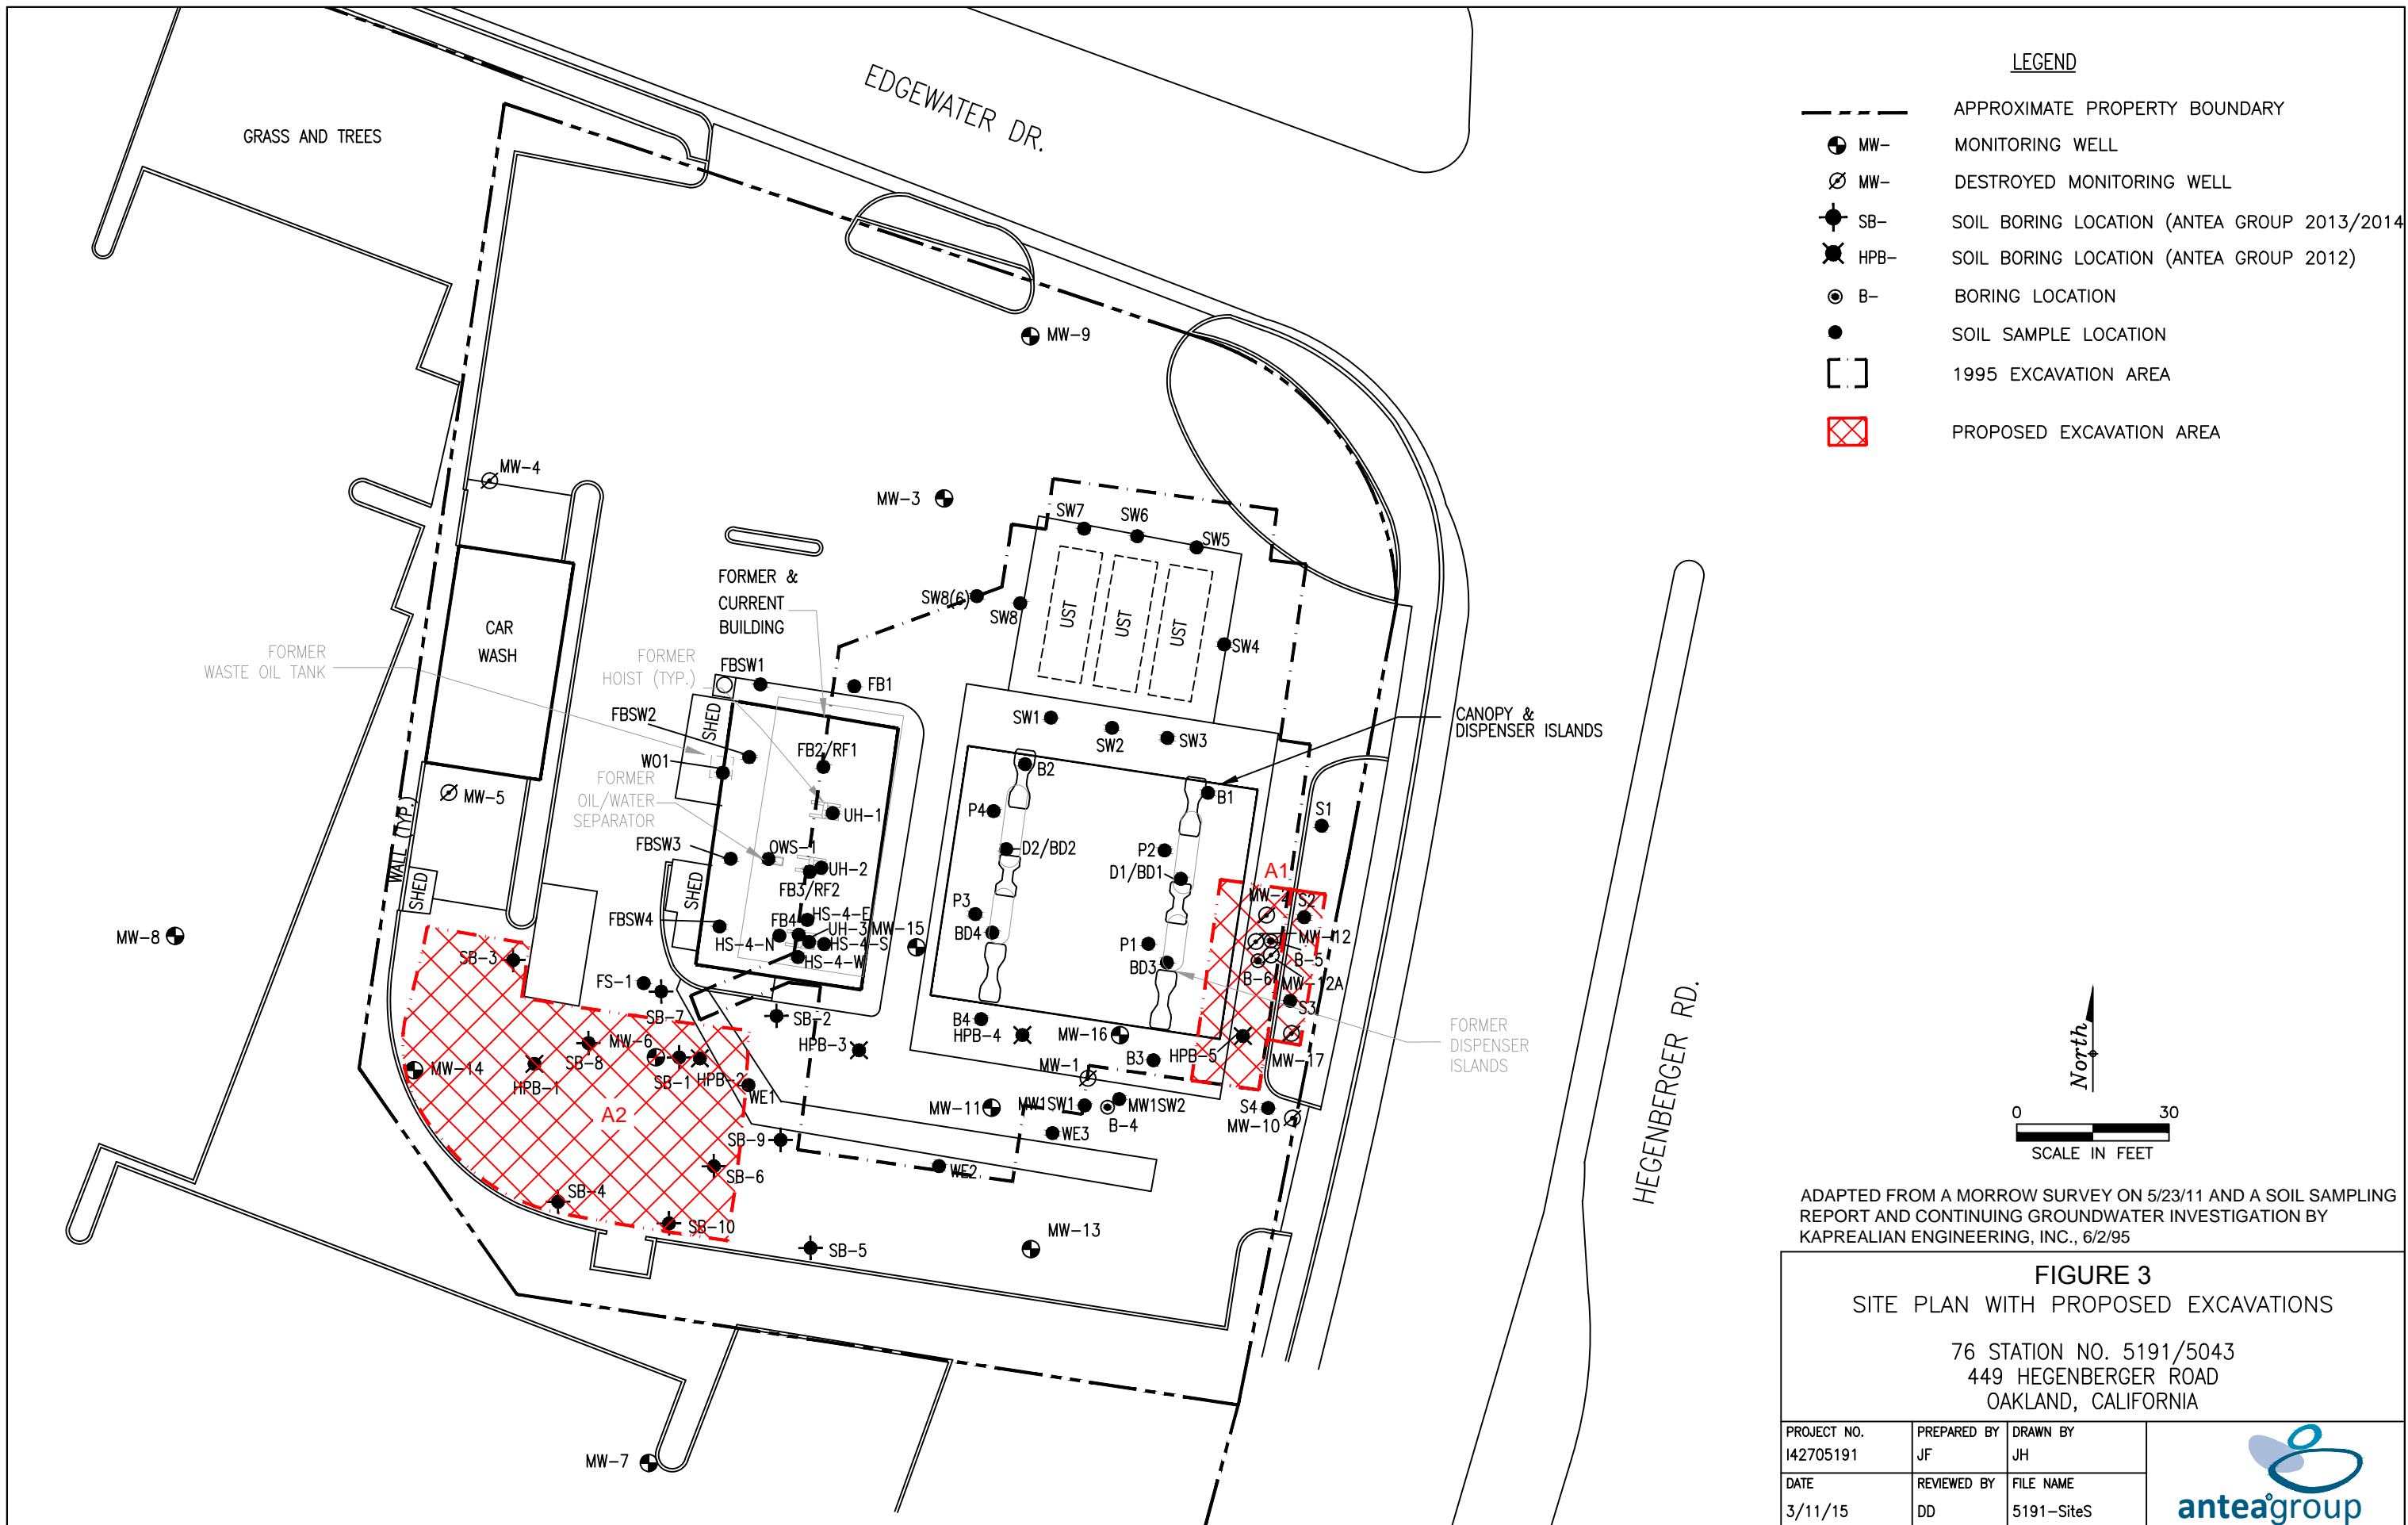 EDGEWATER DR.
GRASS AND TREES
LEGEND
APPROXIMATE PROPERTY BOUNDARY
MW- MONITORING WELL
MW- DESTROYED MONITORING WELL
SB- SOIL BORING LOCATION (ANTEA GROUP 2013/2014
HPB- SOIL BORING LOCATION (ANTEA GROUP 2012)
B- BORING LOCATION
SOIL SAMPLE LOCATION
1995 EXCAVATION AREA
PROPOSED EXCAVATION AREA
MW-9
MW-4
MW-3
SW7
SW6
SW5
FORMER &
CURRENT
BUILDING
SW8(6)
SW8
UST
UST
UST
SW4
CAR
WASH
FORMER
WASTE OIL TANK
FORMER
HOIST (TYP.)
FBSW1
FB1
SHED
FBSW2
SW1
SW2
SW3
CANOPY &
DISPENSER ISLANDS
WO1
FB2/RF1
B2
B1
FORMER
OIL/WATER
SEPARATOR
MW-5
UH-1
P4
S1
WALL (TYP.)
SHED
FBSW3
OWS-1
UH-2
FB3/RF2
D2/BD2
P2
D1/BD1
A1
SHED
MW-2
S2
FBSW4
FB4
HS-4-E
UH-3
MW-15
P3
HS-4-N
HS-4-S
HS-4-W
BD4
P1
BD3
MW-12
B-5
B-6
MW-12A
S3
MW-8
SB-3
FS-1
SB-7
SB-2
B4
HPB-4
MW-16
B3
HPB-5
MW-17
HPB-3
MW-1
FORMER
DISPENSER
ISLANDS
MW-14
HPB-1
SB-8
MW-6
SB-1
HPB-2
WE1
A2
MW-11
MW1SW1
MW1SW2
B-4
S4
MW-10
WE3
SB-9
WE2
SB-6
SB-4
SB-10
SB-5
MW-13
MW-7
HEGENBERGER RD.
North
0 30
SCALE IN FEET
ADAPTED FROM A MORROW SURVEY ON 5/23/11 AND A SOIL SAMPLING
REPORT AND CONTINUING GROUNDWATER INVESTIGATION BY
KAPREALIAN ENGINEERING, INC., 6/2/95
FIGURE 3
SITE PLAN WITH PROPOSED EXCAVATIONS
76 STATION NO. 5191/5043
449 HEGENBERGER ROAD
OAKLAND, CALIFORNIA
PROJECT NO. PREPARED BY DRAWN BY
I42705191 JF JH
DATE REVIEWED BY FILE NAME
3/11/15 DD 5191-SiteS
anteagroup